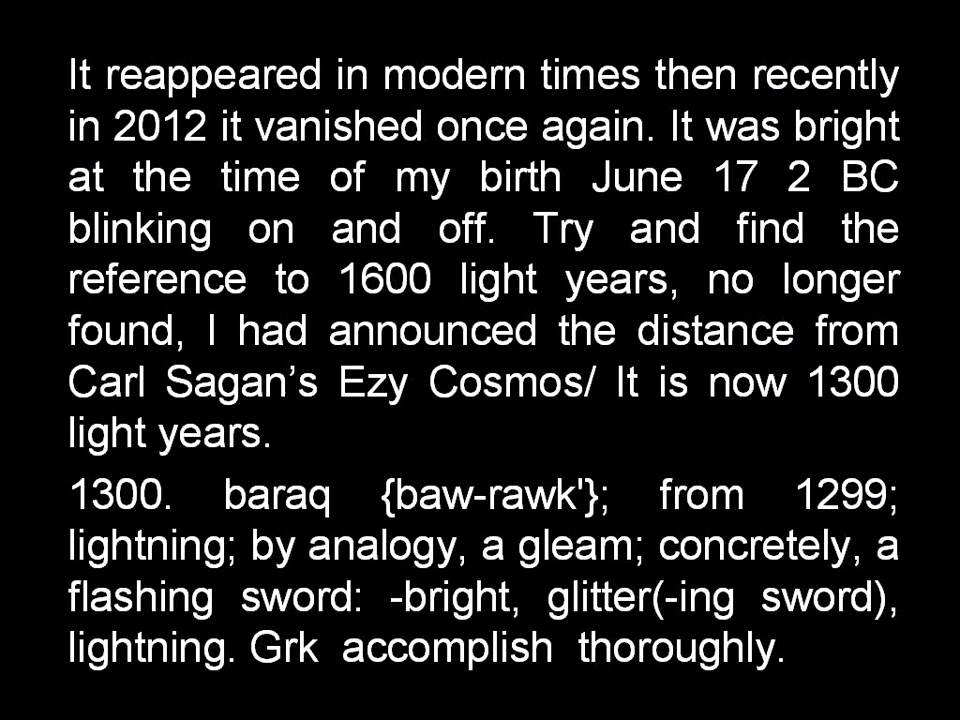 It reappeared in modern times then recently
in 2012 it vanished once again. It was bright
at the time of my birth June 17 2 BC
blinking on and off. Try and find the
reference to 1600 light years, no longer
found, I had announced the distance from
Carl Sagan’s Ezy Cosmos/ It is now 1300
light years.
1300. baraq {baw-rawk'}; from 1299;
lightning; by analogy, a gleam; concretely, a
flashing sword: -bright, glitter(-ing sword),
lightning. Grk accomplish thoroughly.